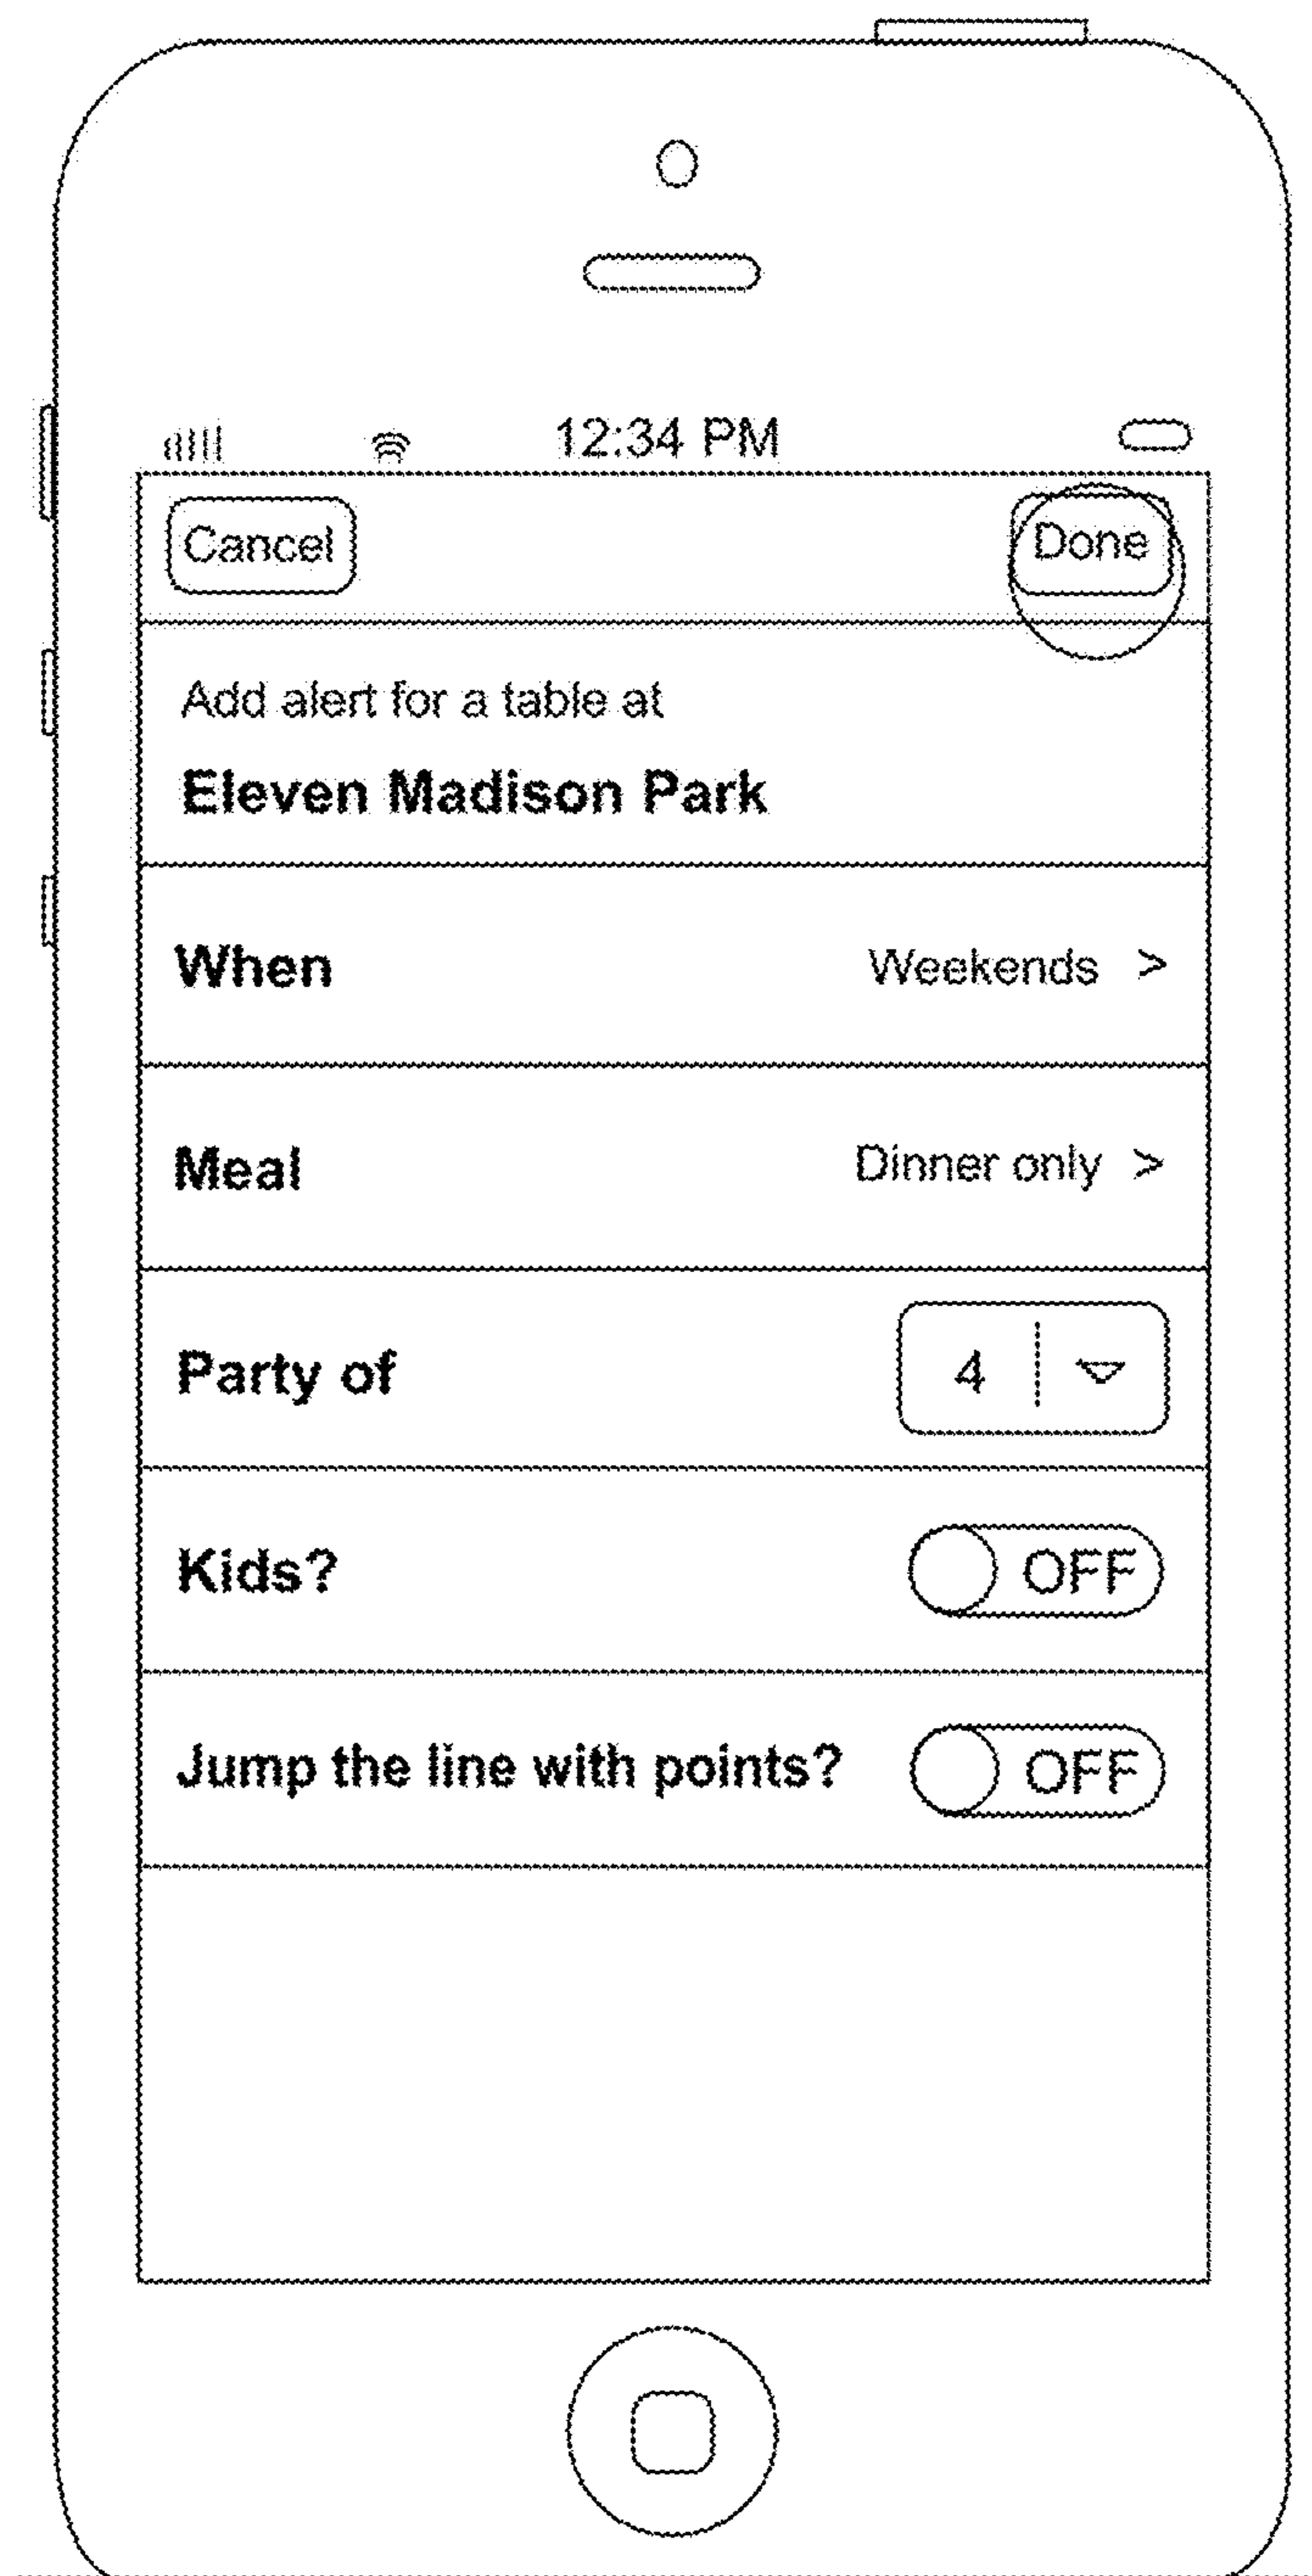 12:34 PM
Cancel Done
Add alert for a table at
Eleven Madison Park
When Weekends >
Meal Dinner only >
Party of 4
Kids? OFF
Jump the line with points? OFF